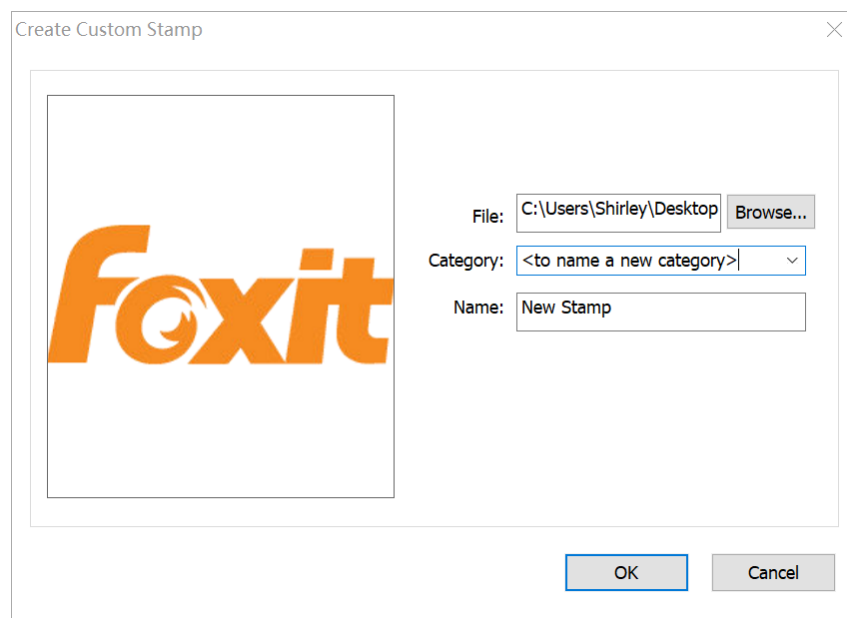 Create Custom Stamp
foxit
File: C:\Users\Shirley\Desktop Browse...
Category: <to name a new category>
Name: New Stamp
OK Cancel